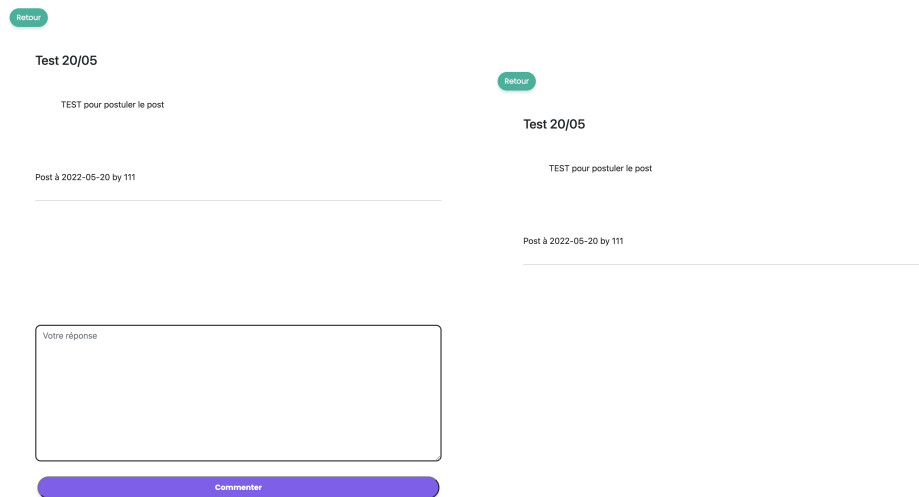 Retour
Test 20/05
TEST pour postuler le post
Post à 2022-05-20 by 111
Votre réponse
Commenter
Retour
Test 20/05
TEST pour postuler le post
Post à 2022-05-20 by 111